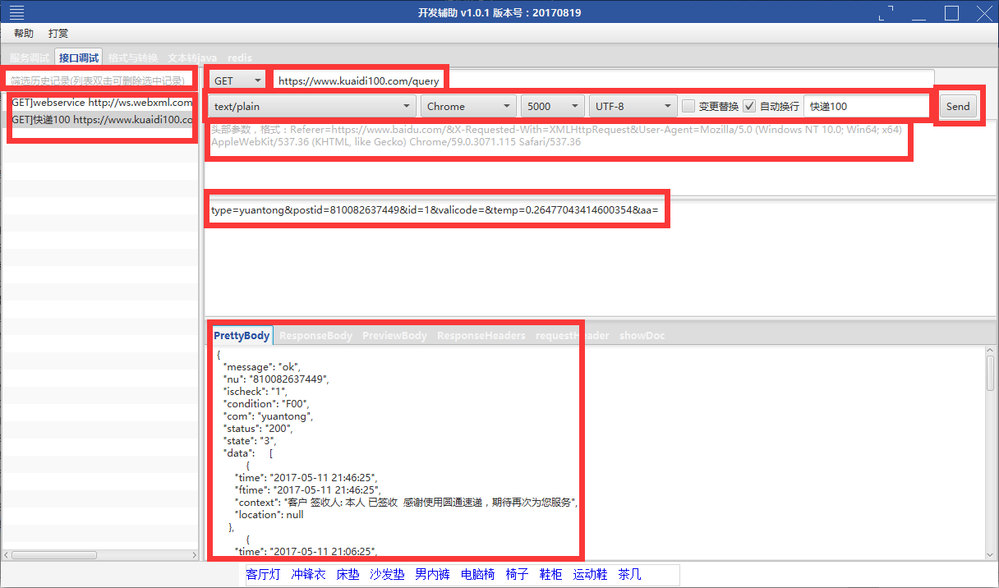 开发辅助 v1.0.1 版本号：20170819
帮助 打赏
服务调试 接口调试 格式与转换 文本转java redis
筛选历史记录(列表双击可删除选中记录)
GET]webservice http://ws.webxml.com
GET]快递100 https://www.kuaidi100.co
GET https://www.kuaidi100.com/query
text/plain Chrome 5000 UTF-8 变更替换 自动换行 快递100 Send
头部参数，格式：Referer=https://www.baidu.com/&X-Requested-With=XMLHttpRequest&User-Agent=Mozilla/5.0 (Windows NT 10.0; Win64; x64)
AppleWebKit/537.36 (KHTML, like Gecko) Chrome/59.0.3071.115 Safari/537.36
type=yuantong&postid=810082637449&id=1&valicode=&temp=0.26477043414600354&aa=
PrettyBody ResponseBody PreviewBody ResponseHeaders requestHeader showDoc
{
"message": "ok",
"nu": "810082637449",
"ischeck": "1",
"condition": "F00",
"com": "yuantong",
"status": "200",
"state": "3",
"data": [
{
"time": "2017-05-11 21:46:25",
"ftime": "2017-05-11 21:46:25",
"context": "客户 签收人: 本人 已签收 感谢使用圆通速递，期待再次为您服务",
"location": null
},
{
"time": "2017-05-11 21:06:25",
客厅灯 冲锋衣 床垫 沙发垫 男内裤 电脑椅 椅子 鞋柜 运动鞋 茶几